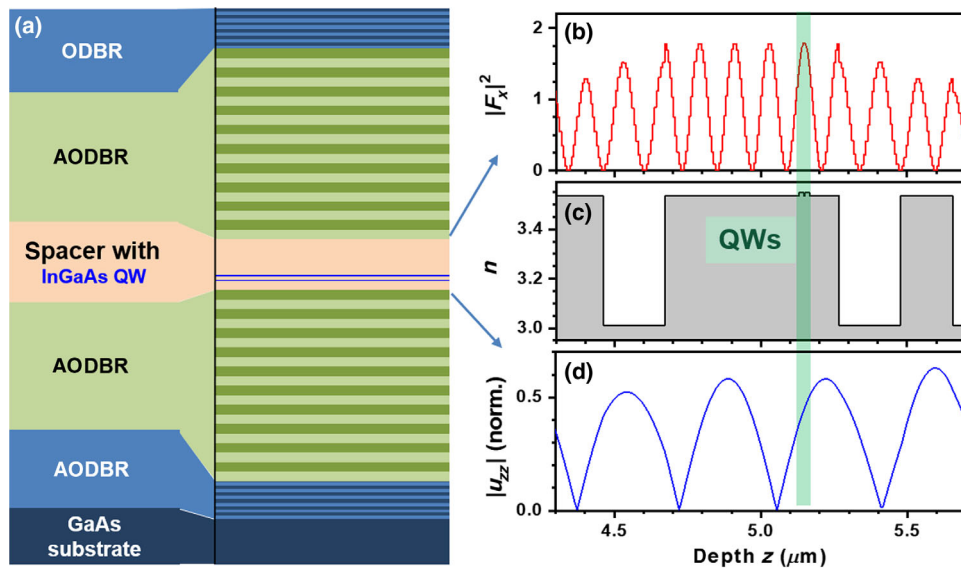 (a)
ODBR
AODBR
Spacer with
InGaAs QW
AODBR
AODBR
GaAs
substrate
(b)
|Fₓ|²
2
1
0
(c)
QWs
n
3.4
3.2
3.0
(d)
|u_zz| (norm.)
0.5
0.0
4.5 5.0 5.5
Depth z (μm)